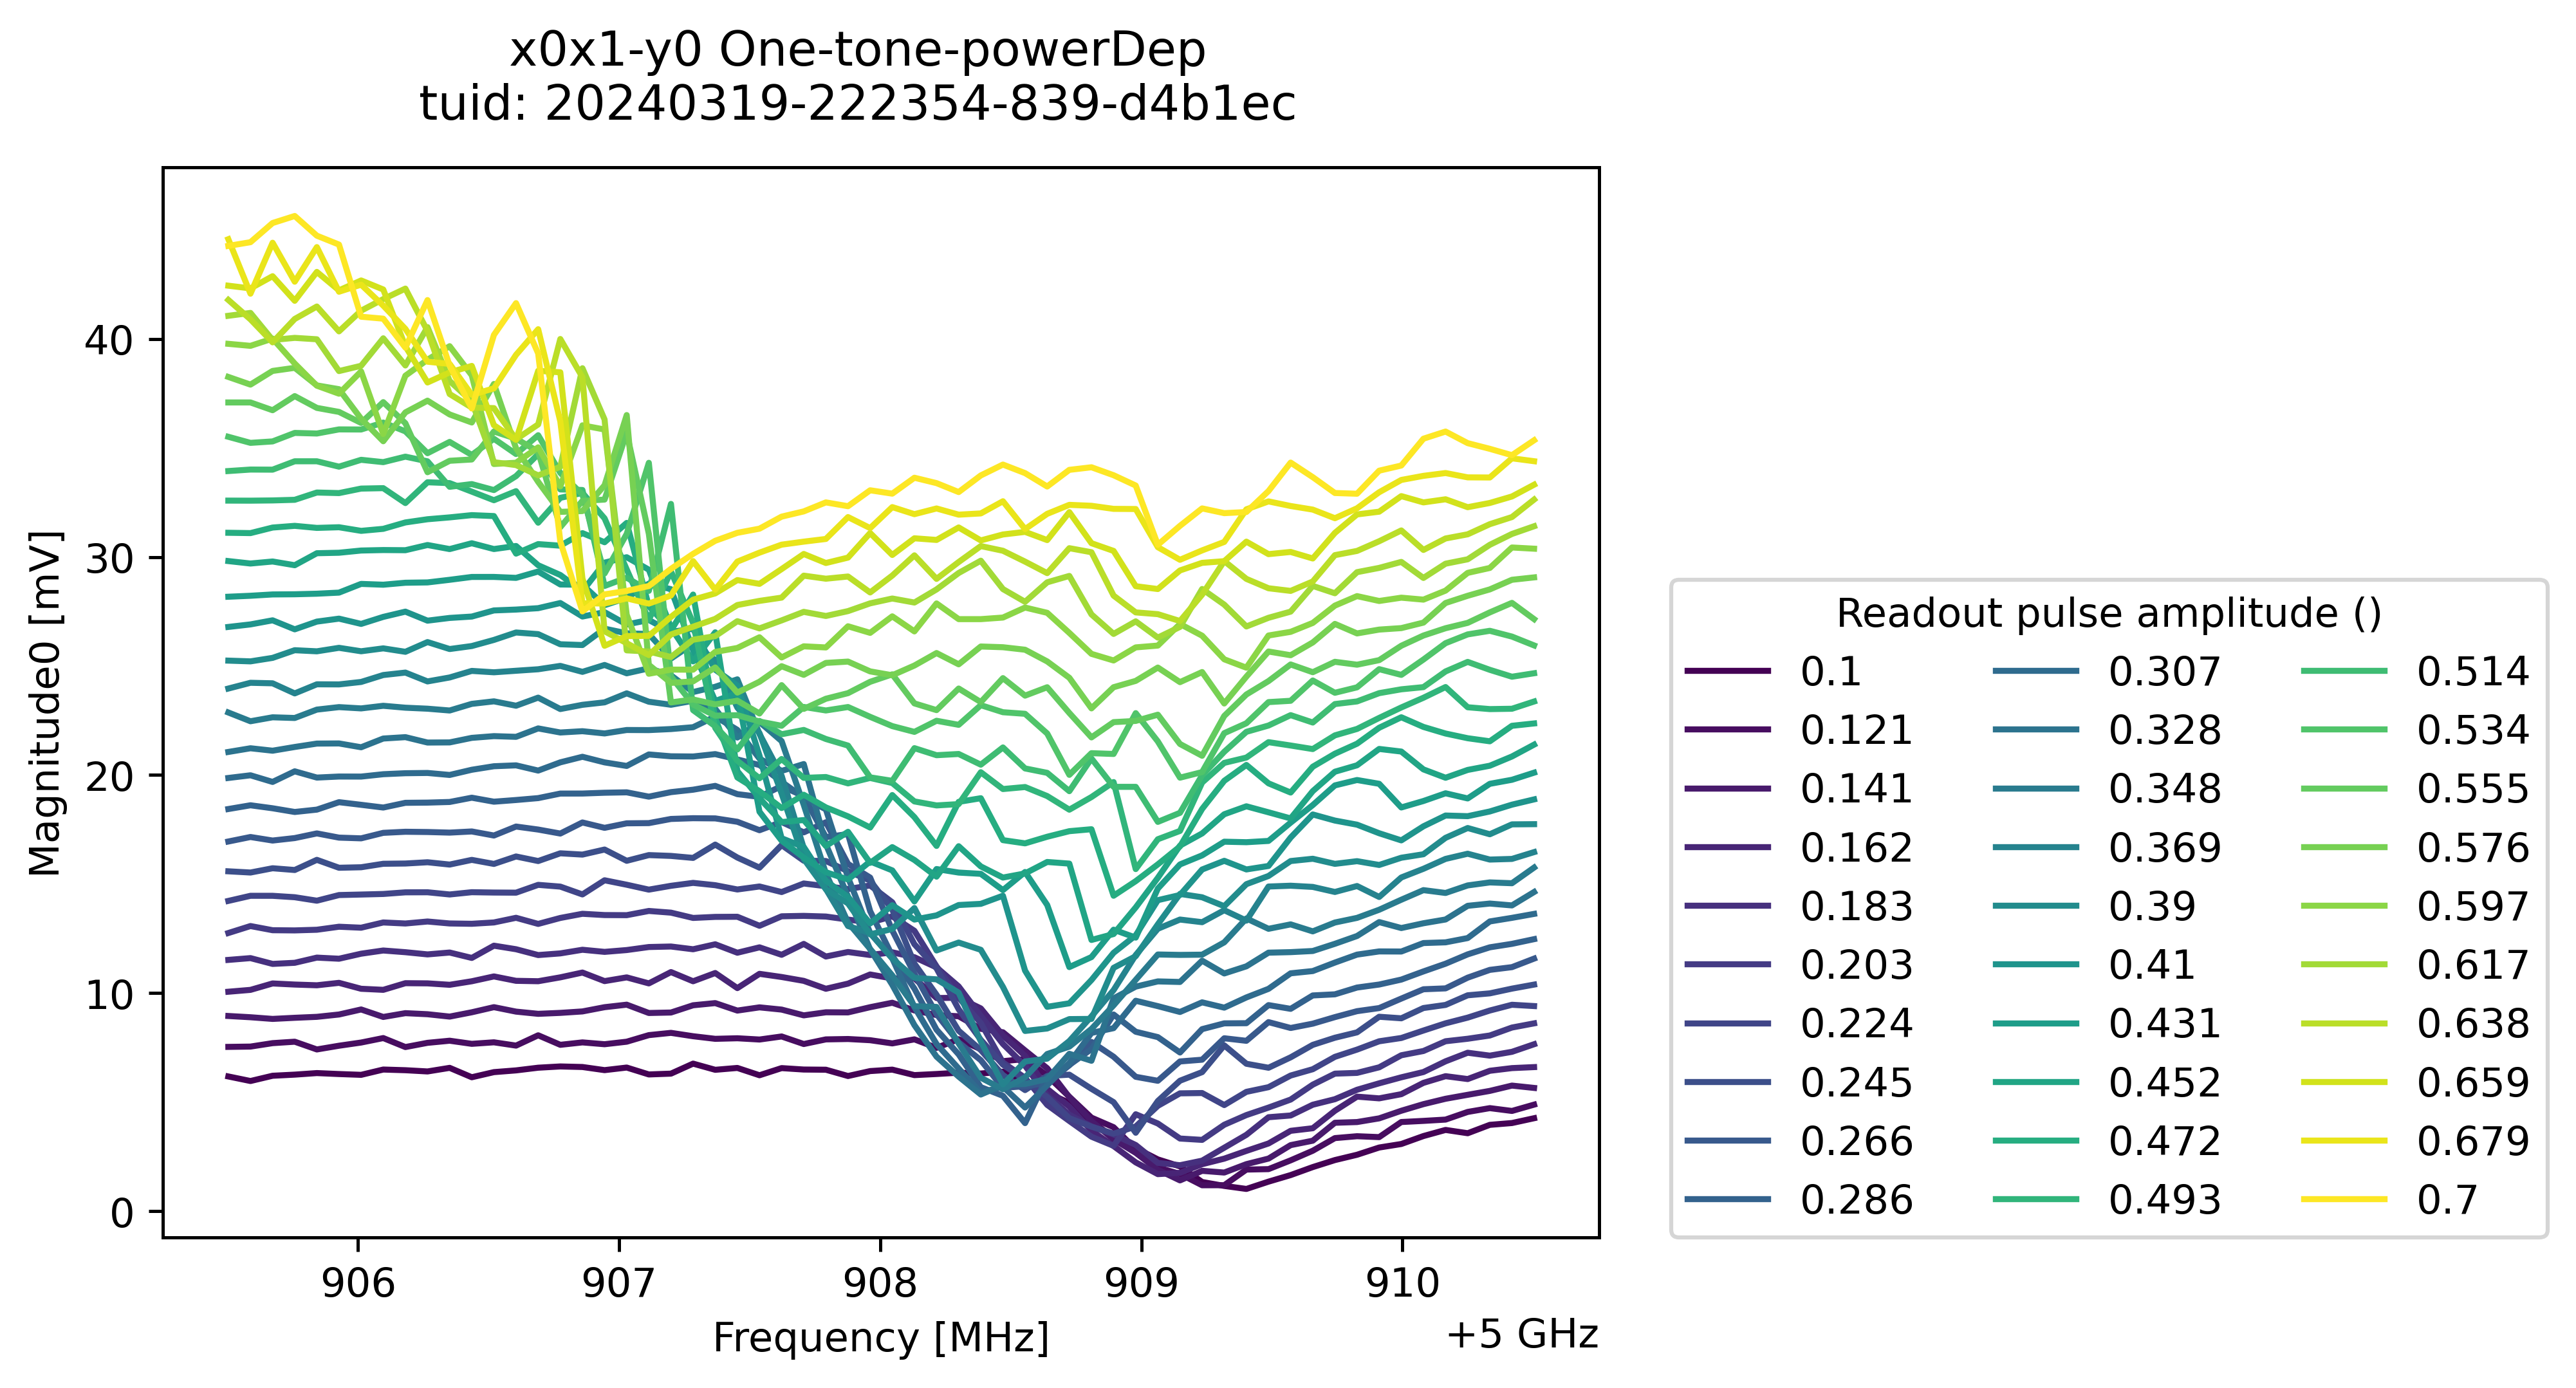 x0x1-y0 One-tone-powerDep
tuid: 20240319-222354-839-d4b1ec
Magnitude0 [mV]
40
30
20
10
0
906 907 908 909 910
Frequency [MHz]
+5 GHz
Readout pulse amplitude ()
0.1 0.307 0.514
0.121 0.328 0.534
0.141 0.348 0.555
0.162 0.369 0.576
0.183 0.39 0.597
0.203 0.41 0.617
0.224 0.431 0.638
0.245 0.452 0.659
0.266 0.472 0.679
0.286 0.493 0.7